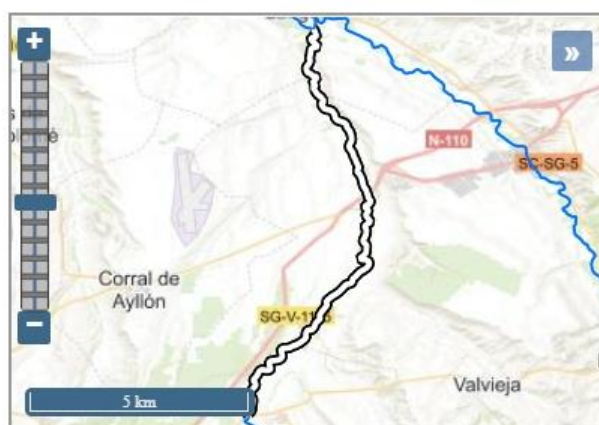 +
»
N-110
SC-SG-5
Corral de
Ayllón
Valvieja
5 km